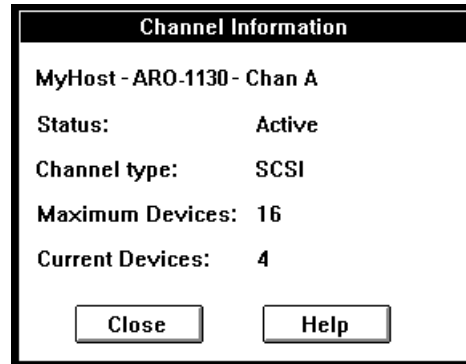 Channel Information
MyHost - ARO-1130 - Chan A
Status: Active
Channel type: SCSI
Maximum Devices: 16
Current Devices: 4
Close Help